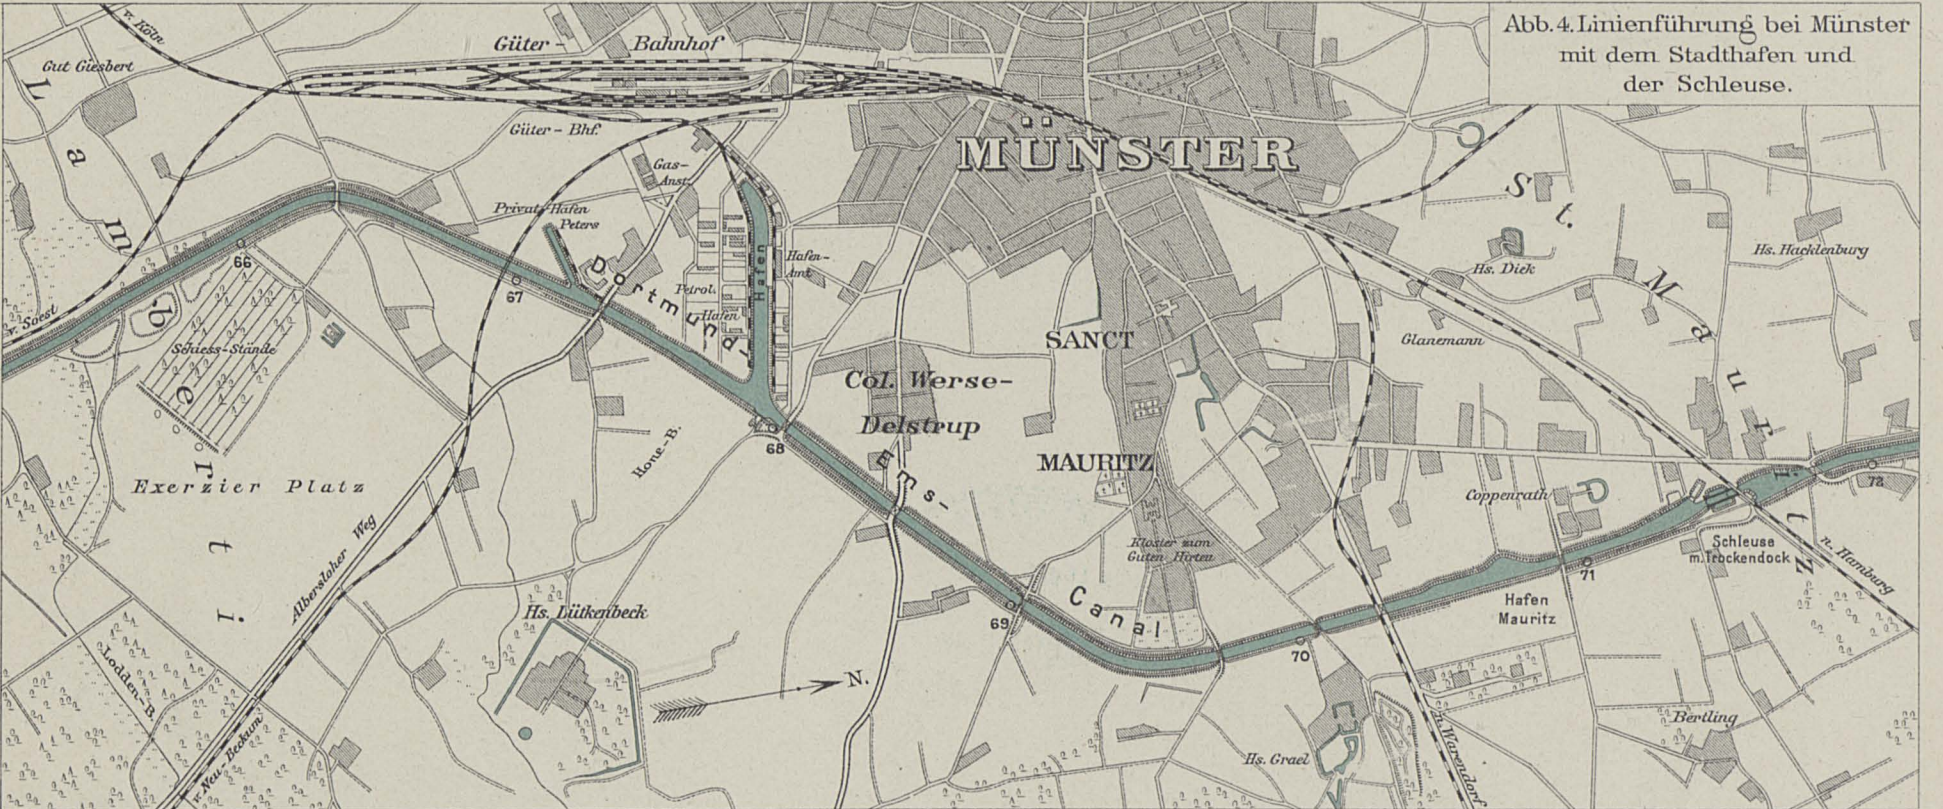 Abb. 4. Linienführung bei Münster
mit dem Stadthafen und
der Schleuse.
v. Köln
Gut Giesbert
Güter - Bahnhof
Güter - Bhf.
MÜNSTER
Lambertitz
Gas-
Anst.
Privat-Hafen
Peters
Petrol.
Hafen
Hafen
Hafen-
Amt
Dortmund-
Ems-
Canal
St. Mauritz
Hs. Diek
Hs. Hacklenburg
Glanemann
SANCT
MAURITZ
Col. Werse-
Delstrup
v. Soest
Schiess-Stände
Exerzier Platz
Albersloher Weg
Hone-B.
Hs. Lütkenbeck
Lodden-B.
v. Neu-Beckum
N.
Kloster zum
Guten Hirten
Coppenrath
Schleuse
m. Trockendock
n. Hamburg
Hafen
Mauritz
Hs. Grael
n. Warendorf
Bertling
66
67
68
69
70
71
72